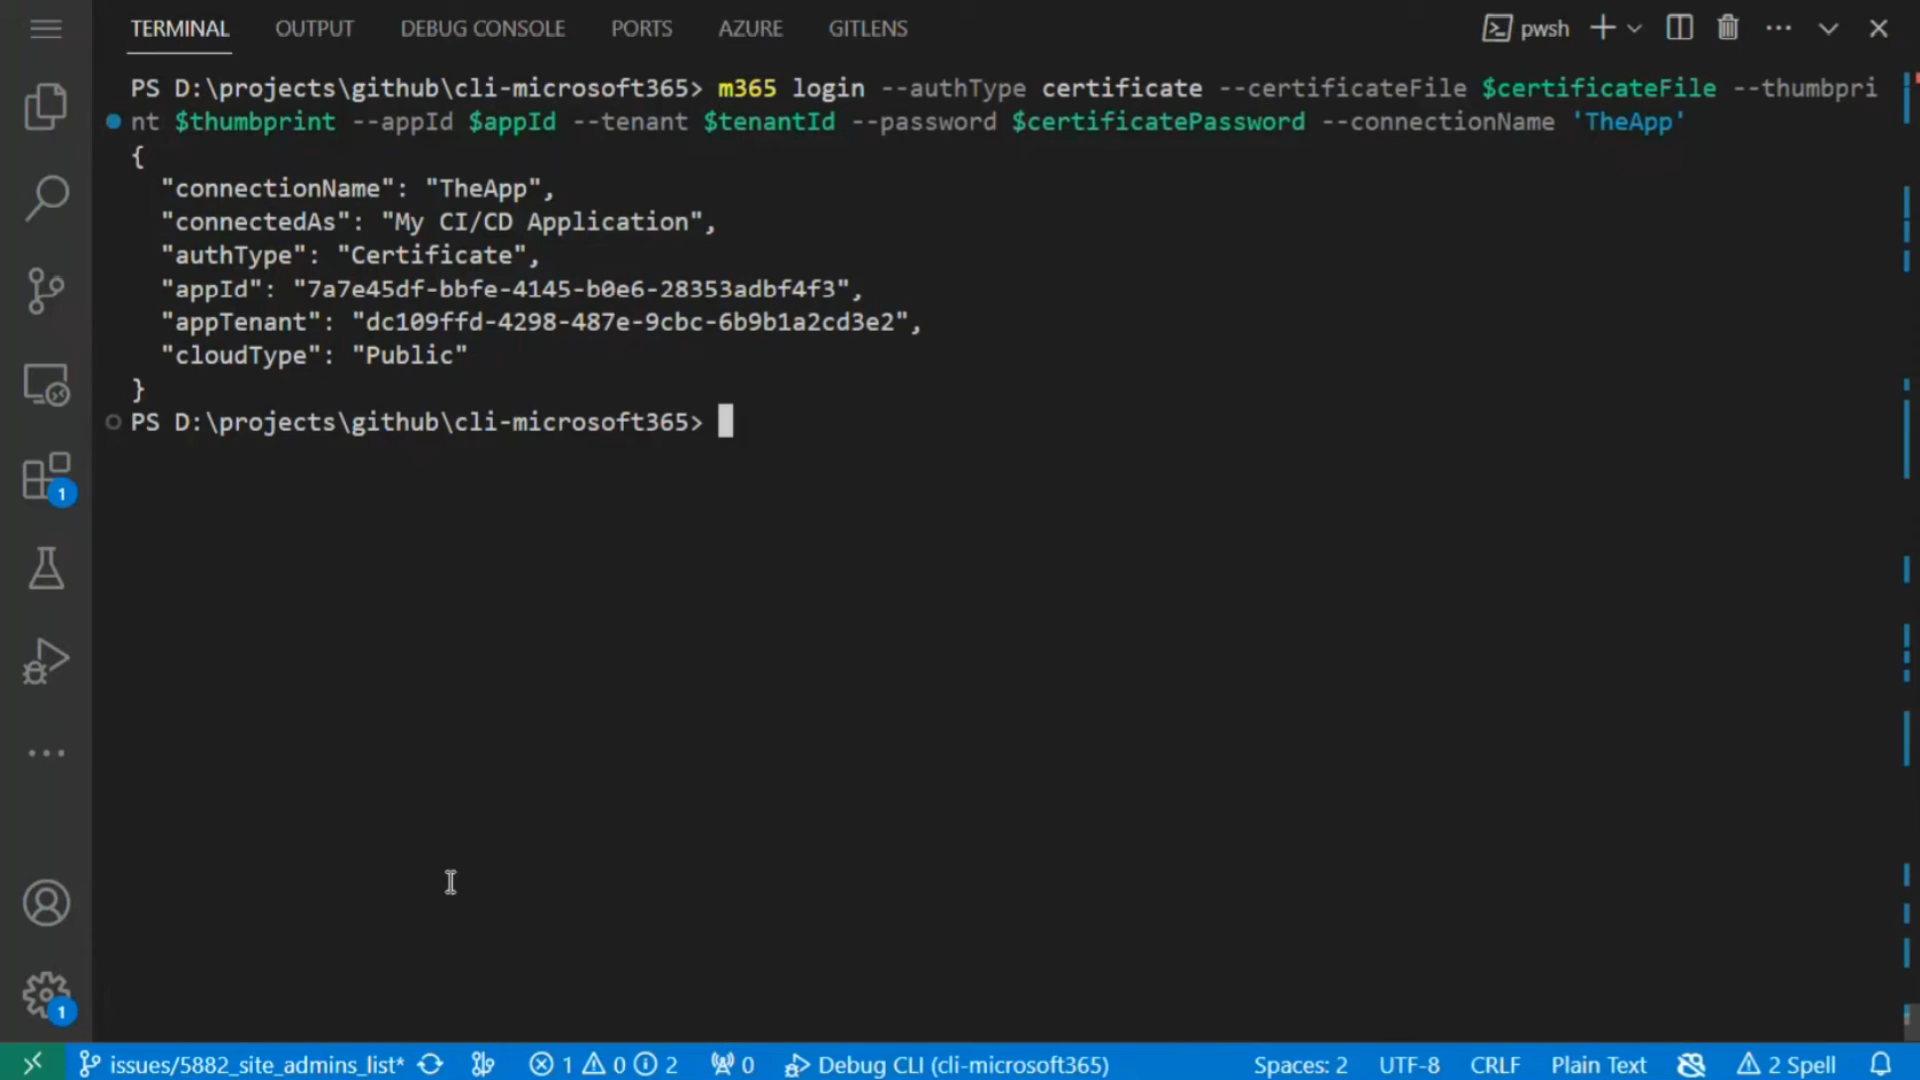 TERMINAL OUTPUT DEBUG CONSOLE PORTS AZURE GITLENS pwsh
PS D:\projects\github\cli-microsoft365> m365 login --authType certificate --certificateFile $certificateFile --thumbpri
nt $thumbprint --appId $appId --tenant $tenantId --password $certificatePassword --connectionName 'TheApp'
{
  "connectionName": "TheApp",
  "connectedAs": "My CI/CD Application",
  "authType": "Certificate",
  "appId": "7a7e45df-bbfe-4145-b0e6-28353adbf4f3",
  "appTenant": "dc109ffd-4298-487e-9cbc-6b9b1a2cd3e2",
  "cloudType": "Public"
}
PS D:\projects\github\cli-microsoft365>
1
1
issues/5882_site_admins_list* 1 0 2 0 Debug CLI (cli-microsoft365) Spaces: 2 UTF-8 CRLF Plain Text 2 Spell